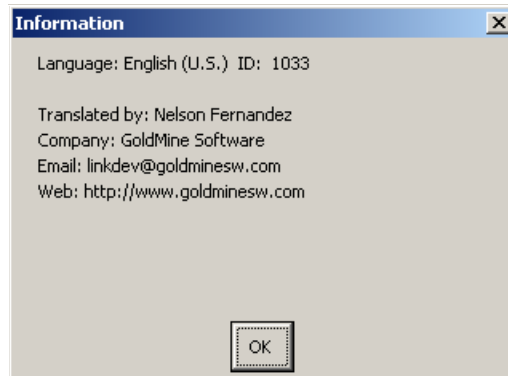 Information
Language: English (U.S.) ID: 1033
Translated by: Nelson Fernandez
Company: GoldMine Software
Email: linkdev@goldminesw.com
Web: http://www.goldminesw.com
OK